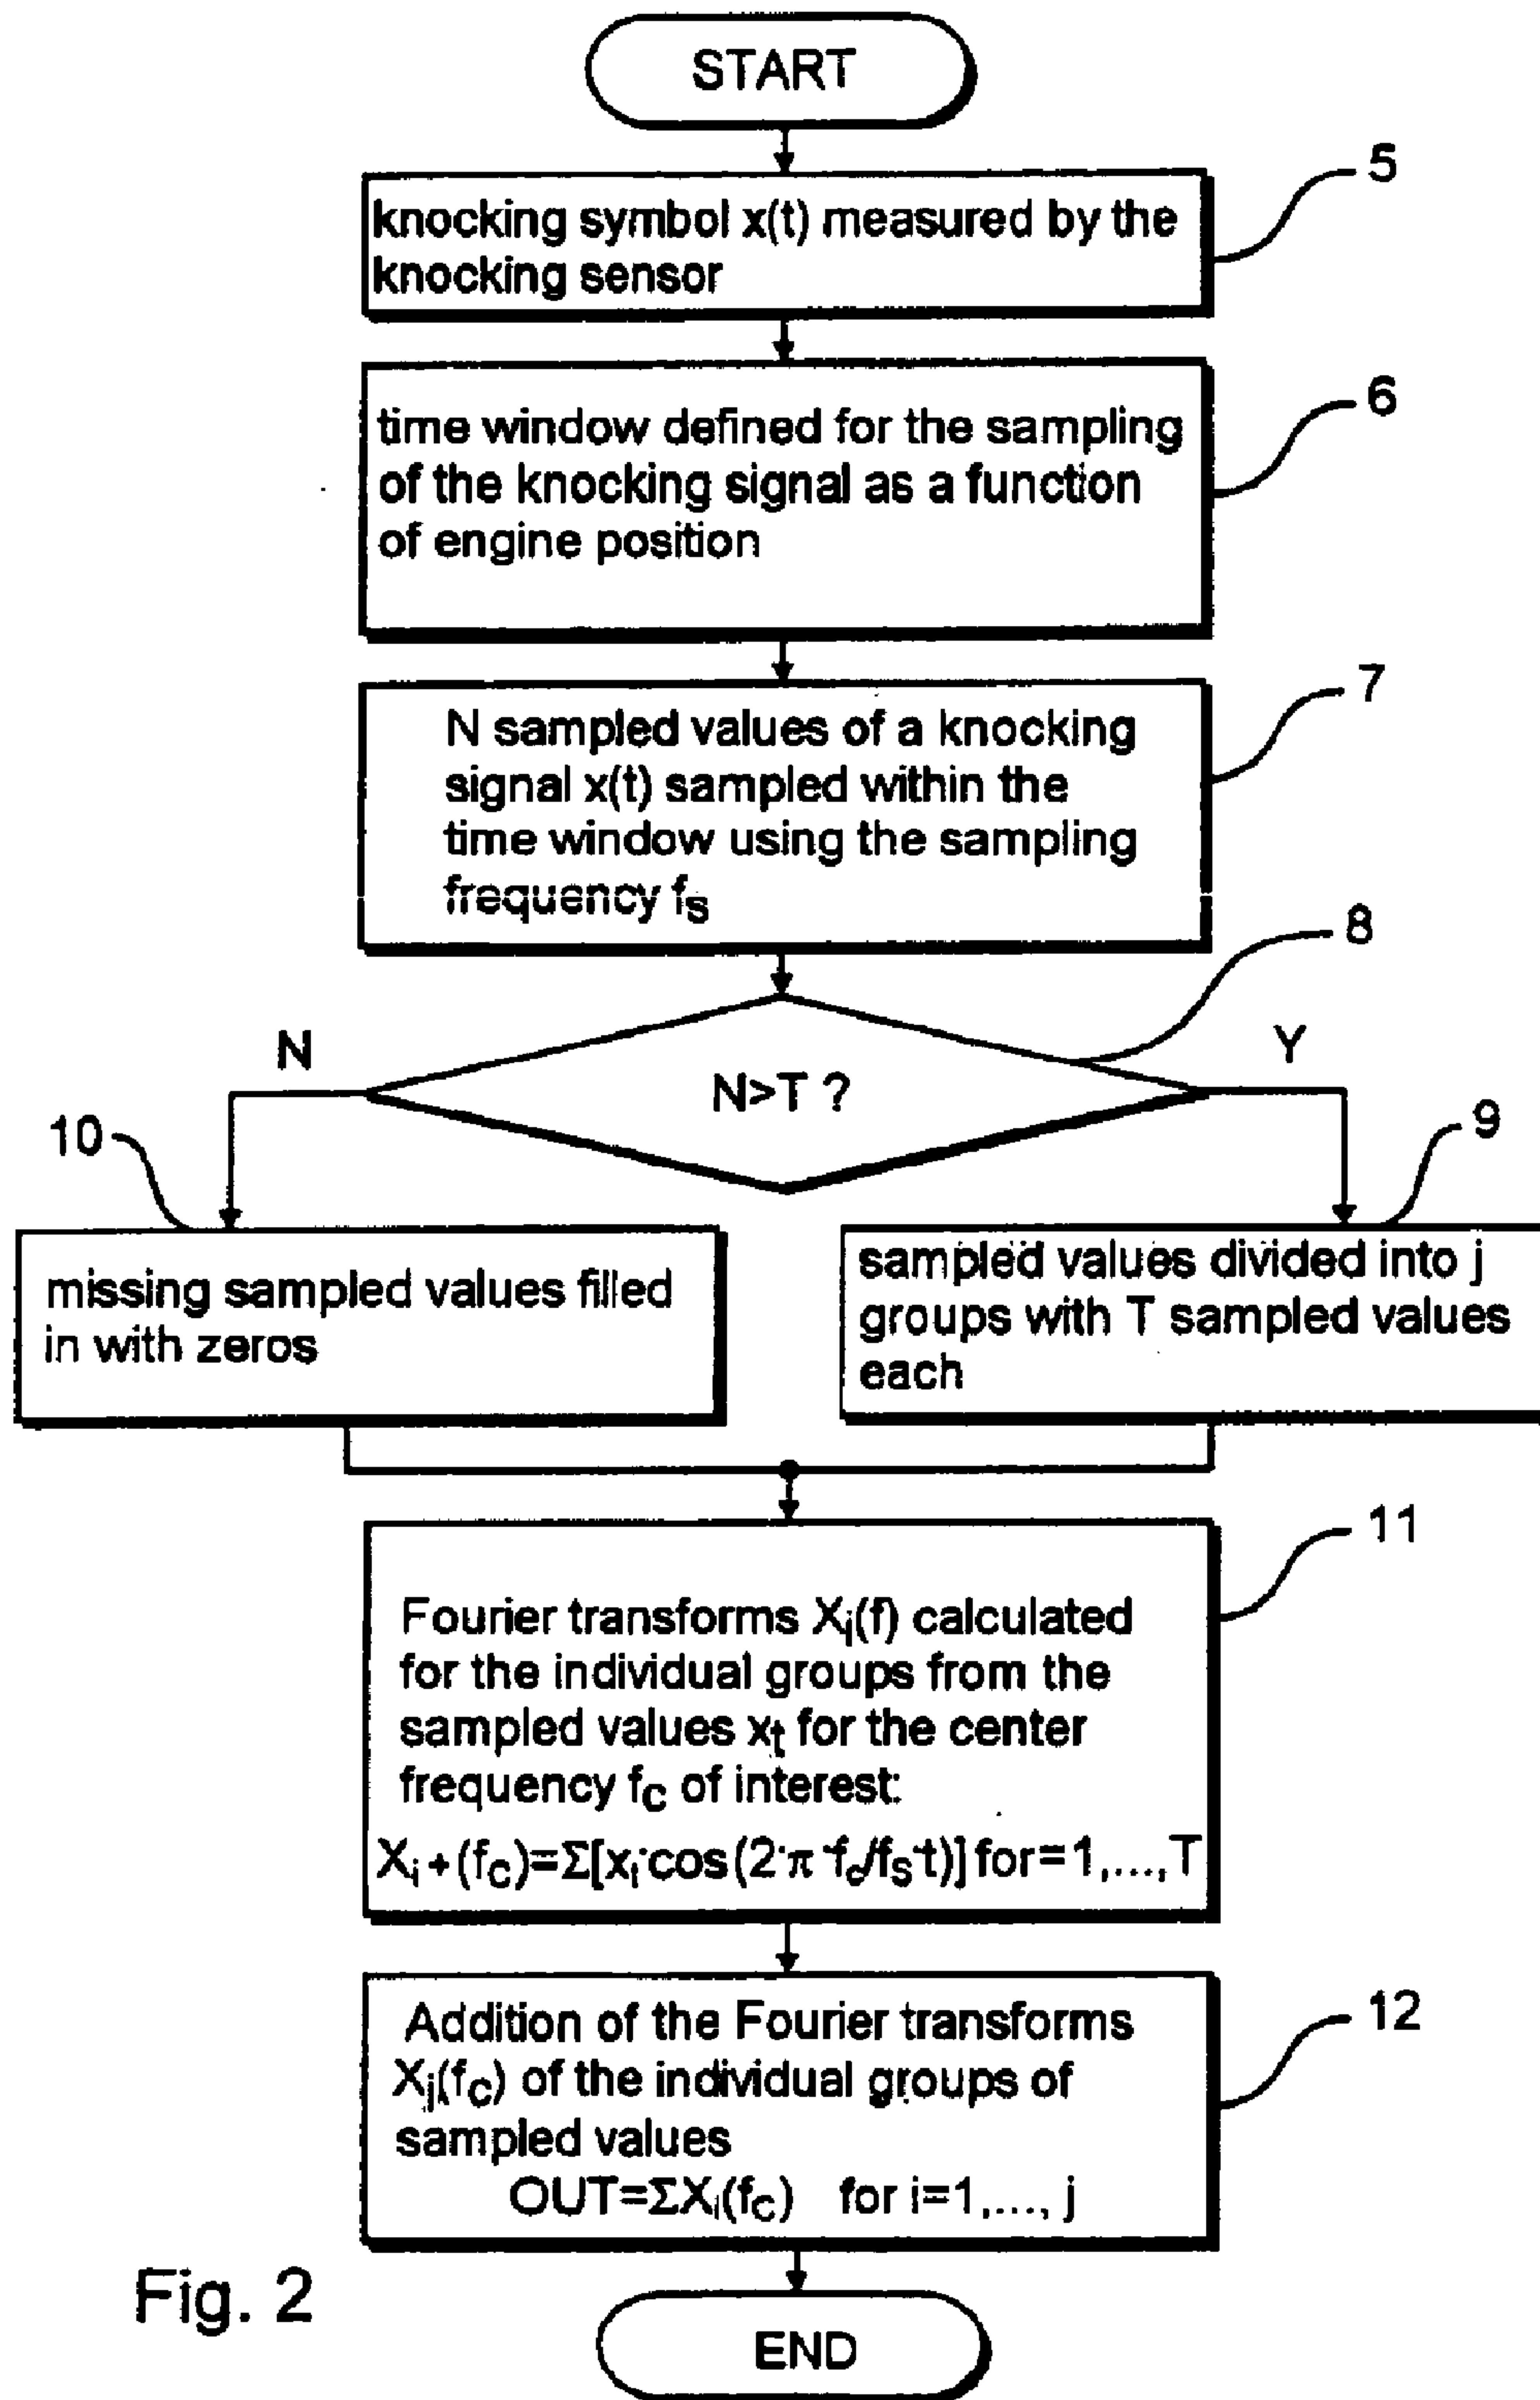 START
5
knocking symbol x(t) measured by the
knocking sensor
6
time window defined for the sampling
of the knocking signal as a function
of engine position
7
N sampled values of a knocking
signal x(t) sampled within the
time window using the sampling
frequency fS
8
N
Y
N>T ?
10
9
missing sampled values filled
in with zeros
sampled values divided into j
groups with T sampled values
each
11
Fourier transforms Xj(f) calculated
for the individual groups from the
sampled values xt for the center
frequency fC of interest:
Xi+(fC)=Σ[xi·cos(2·π·fc/fS·t)] for=1,...,T
12
Addition of the Fourier transforms
Xj(fC) of the individual groups of
sampled values
OUT=ΣXi(fC) for i=1,..., j
Fig. 2
END